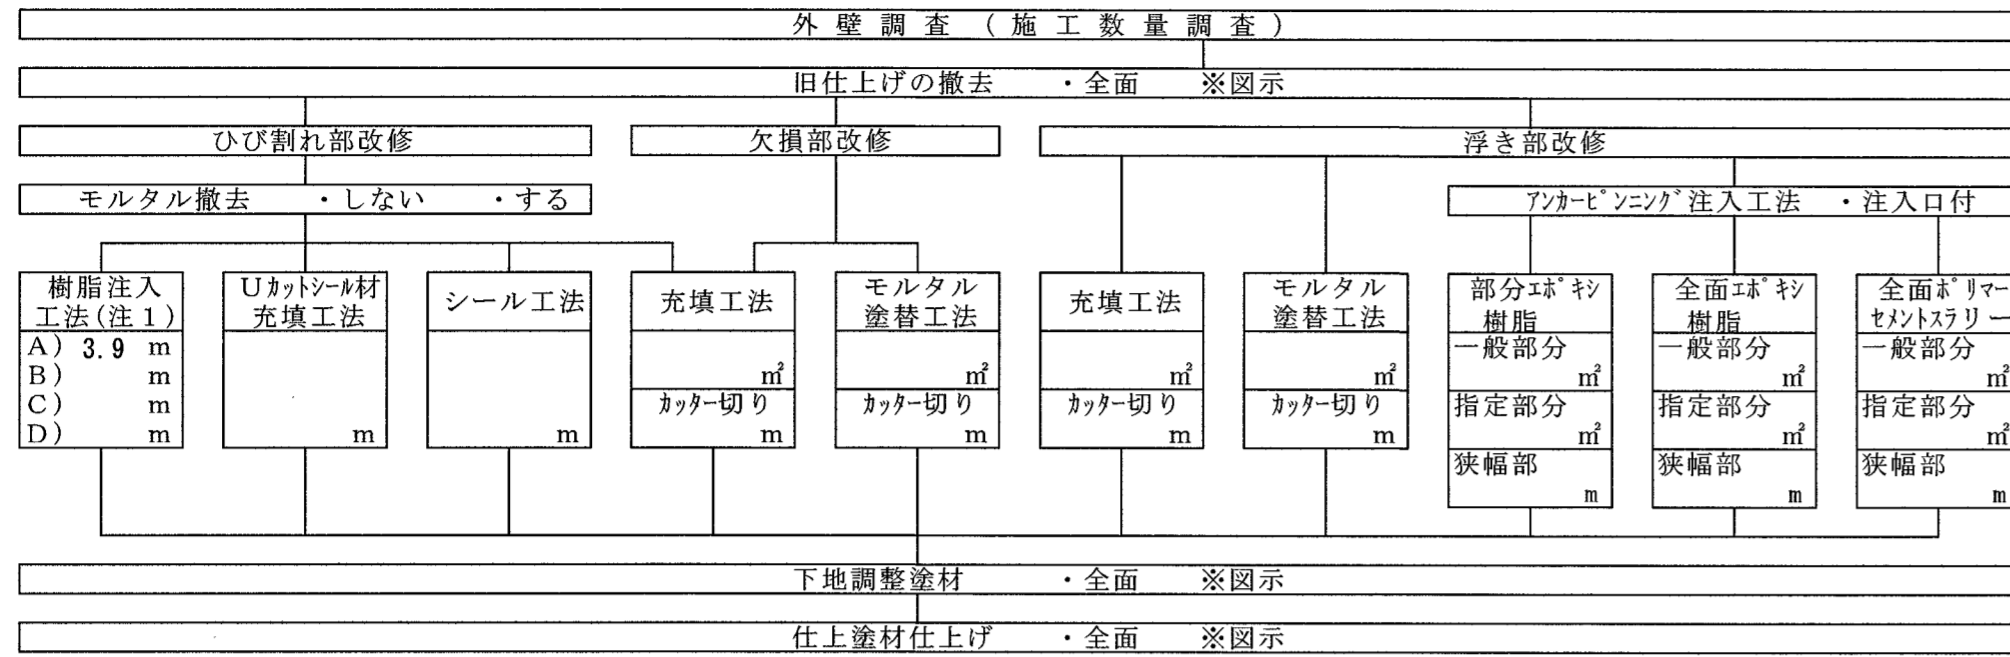 外壁調査(施工数量調査)
旧仕上げの撤去 ・全面 ※図示
ひび割れ部改修
欠損部改修
浮き部改修
モルタル撤去 ・しない ・する
アンカーピンニング注入工法 ・注入口付
樹脂注入
工法(注1)
A) 3.9 m
B) m
C) m
D) m
Uカットシール材
充填工法
m
シール工法
m
充填工法
㎡
カッター切り
m
モルタル
塗替工法
㎡
カッター切り
m
充填工法
㎡
カッター切り
m
モルタル
塗替工法
㎡
カッター切り
m
部分エポキシ
樹脂
一般部分
㎡
指定部分
㎡
狭幅部
m
全面エポキシ
樹脂
一般部分
㎡
指定部分
㎡
狭幅部
m
全面ポリマー
セメントスラリー
一般部分
㎡
指定部分
㎡
狭幅部
m
下地調整塗材 ・全面 ※図示
仕上塗材仕上げ ・全面 ※図示